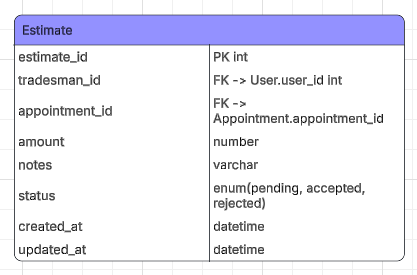 Estimate
estimate_id PK int
tradesman_id FK -> User.user_id int
appointment_id FK ->
Appointment.appointment_id
amount number
notes varchar
status enum(pending, accepted,
rejected)
created_at datetime
updated_at datetime